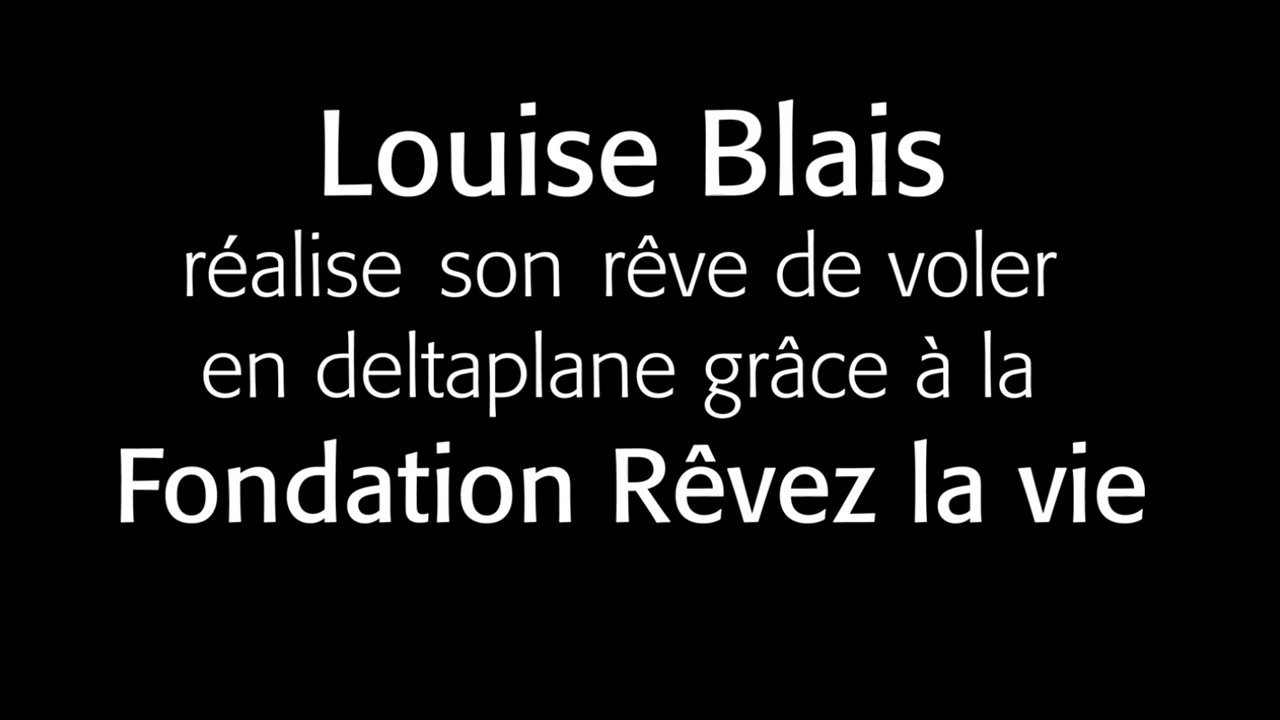 Louise Blais
réalise son rêve de voler
en deltaplane grâce à la
Fondation Rêvez la vie